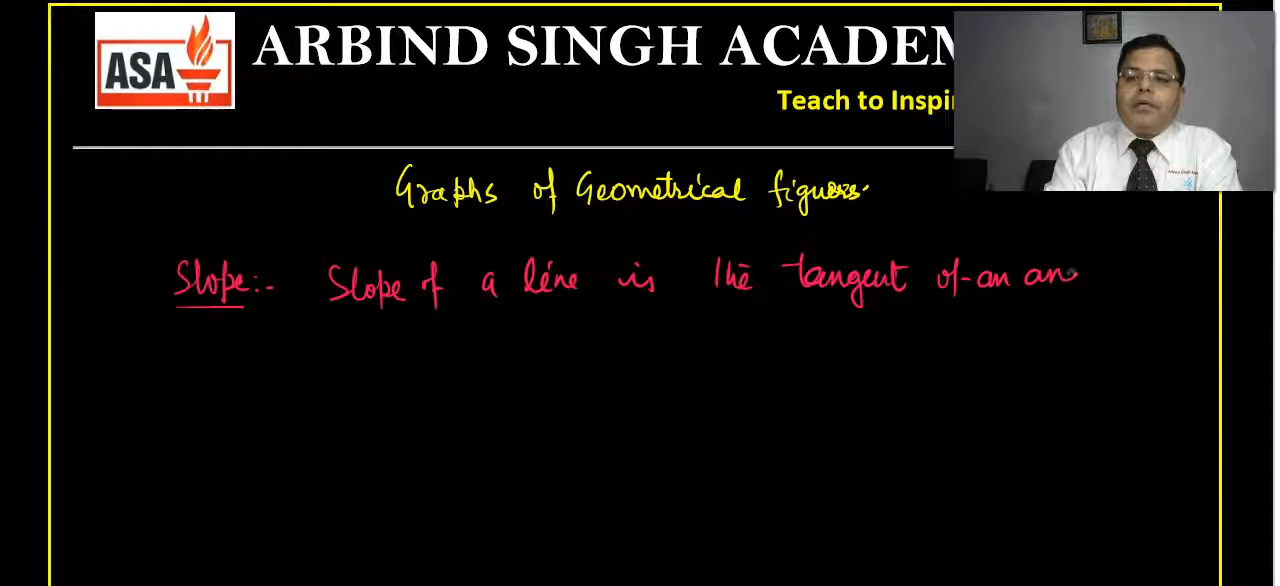 ASA
ARBIND SINGH ACADEM
Teach to Inspir
Graphs of Geometrical figures.
Slope:- Slope of a line is the tangent of an an